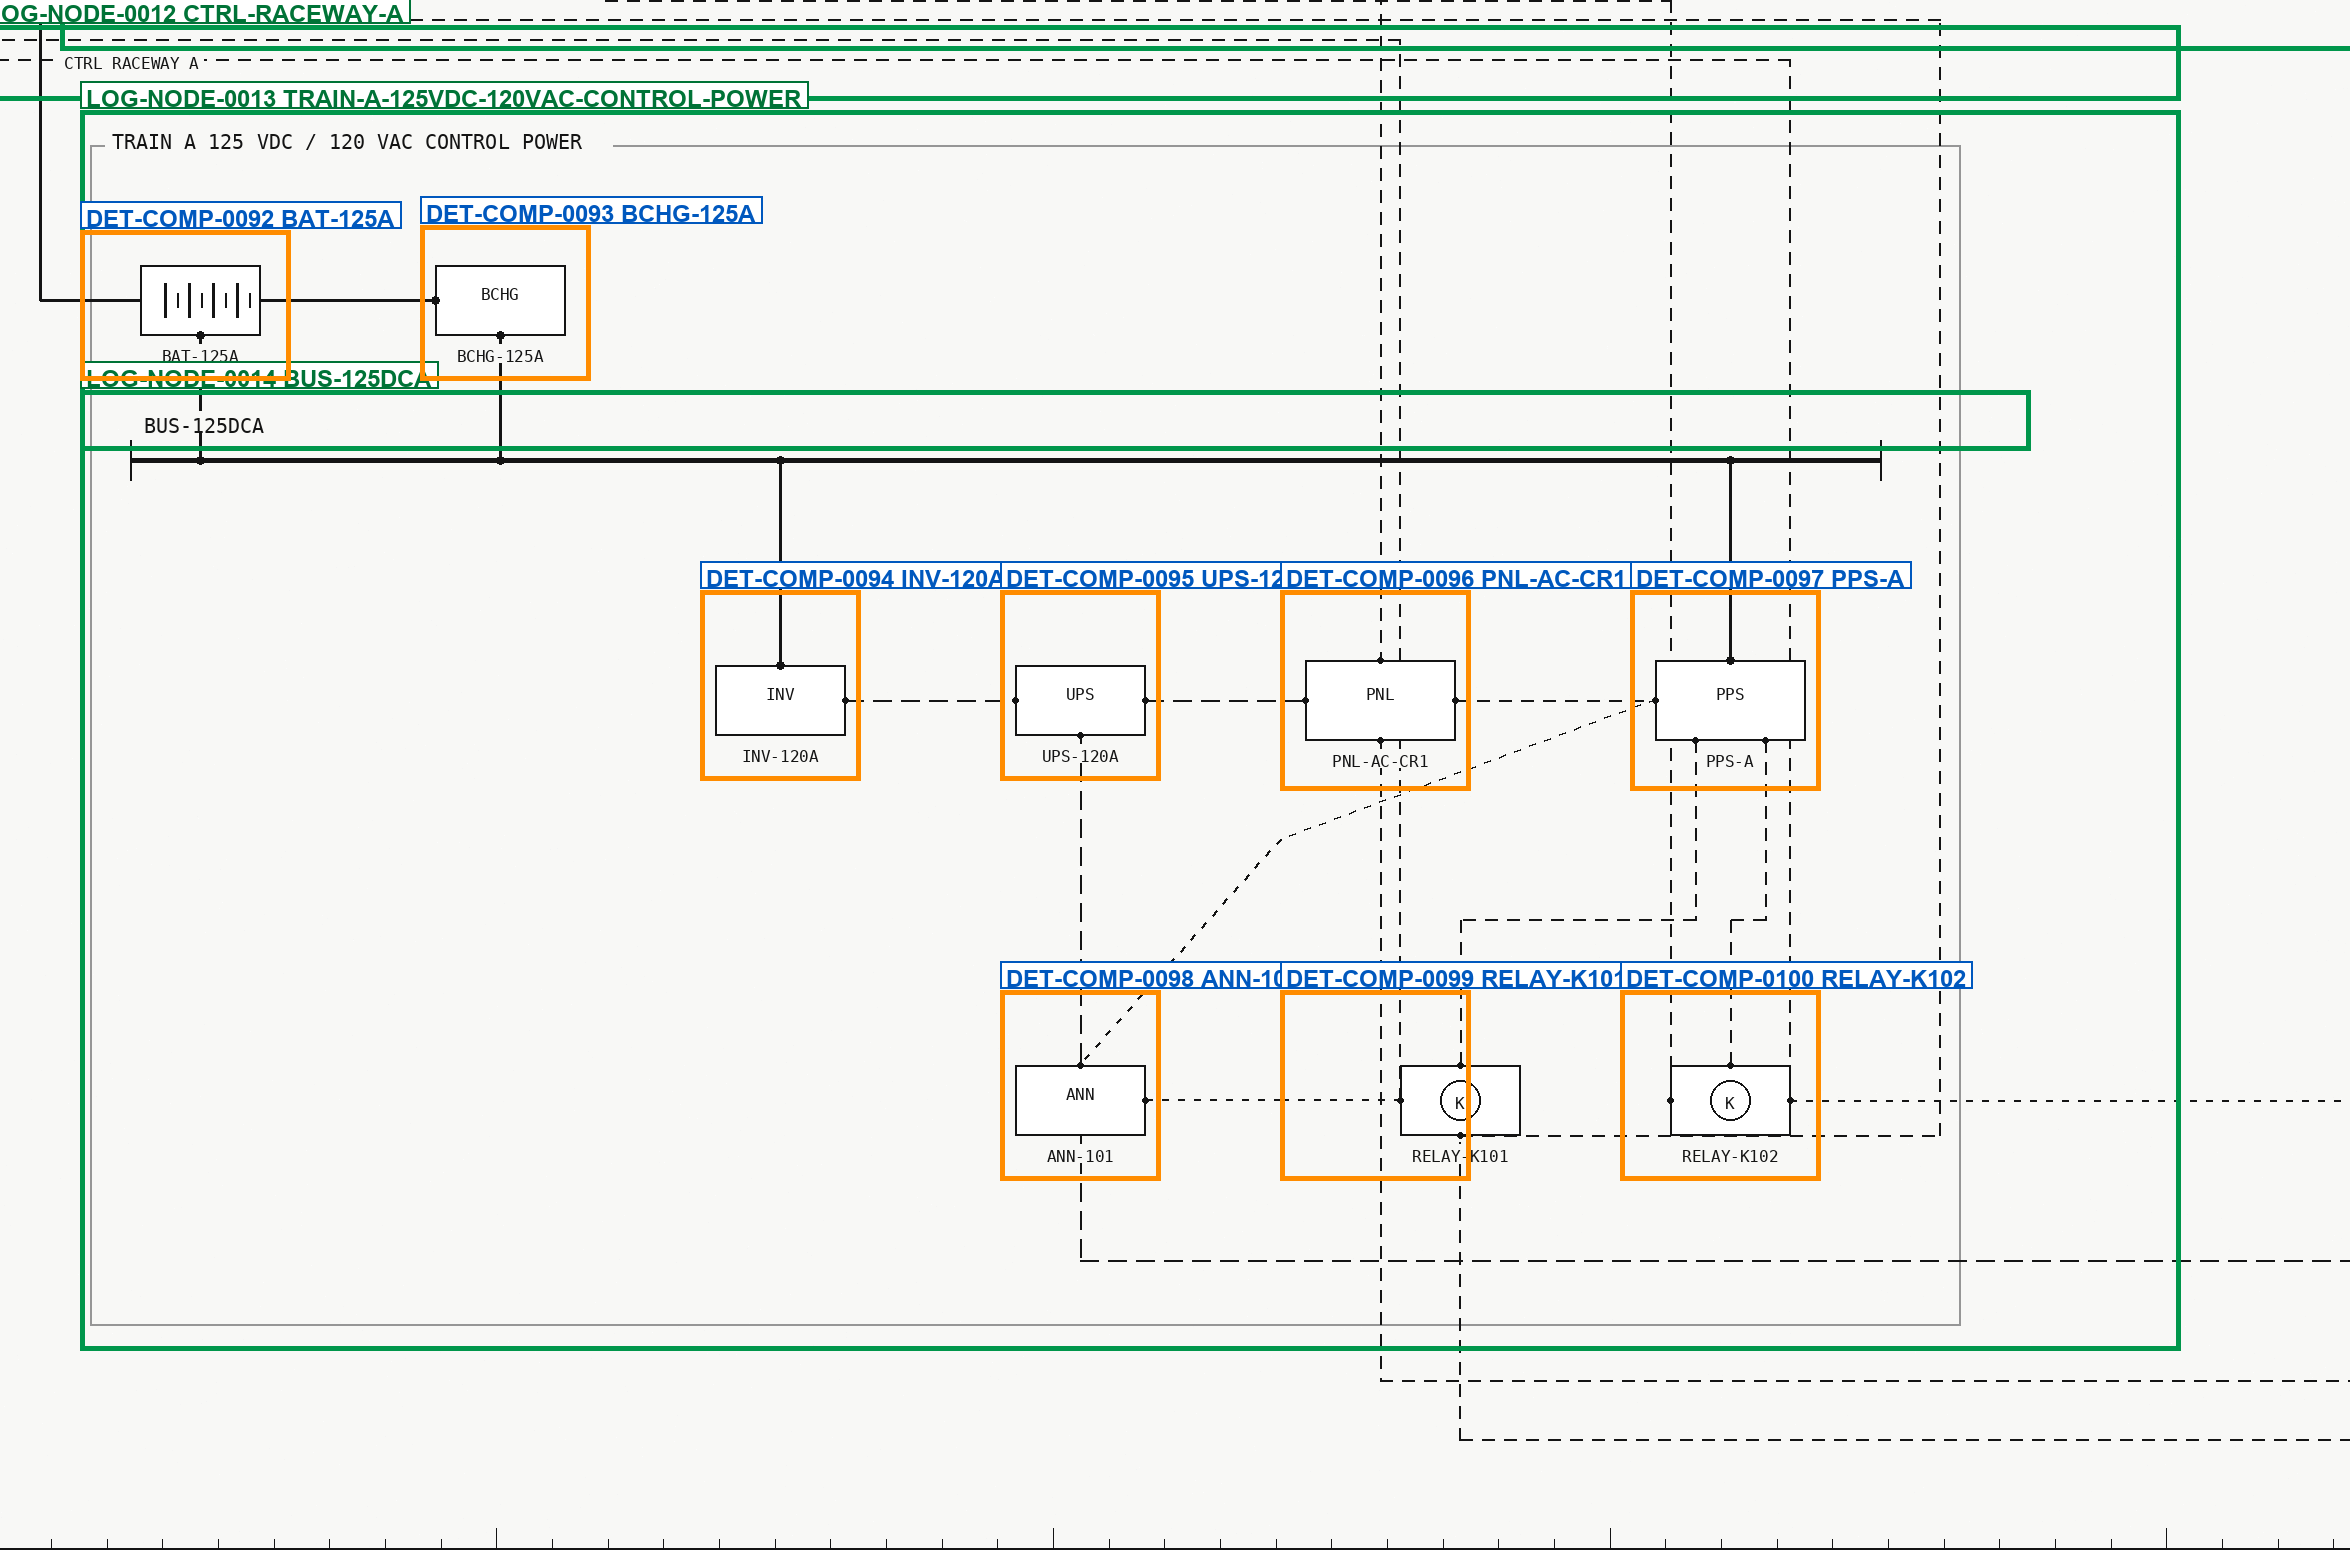 OG-NODE-0012 CTRL-RACEWAY-A
CTRL RACEWAY A
LOG-NODE-0013 TRAIN-A-125VDC-120VAC-CONTROL-POWER
TRAIN A 125 VDC / 120 VAC CONTROL POWER
DET-COMP-0092 BAT-125A
DET-COMP-0093 BCHG-125A
BCHG
BAT-125A
BCHG-125A
LOG-NODE-0014 BUS-125DCA
BUS-125DCA
DET-COMP-0094 INV-120A
DET-COMP-0095 UPS-12
DET-COMP-0096 PNL-AC-CR1
DET-COMP-0097 PPS-A
INV
UPS
PNL
PPS
INV-120A
UPS-120A
PNL-AC-CR1
PPS-A
DET-COMP-0098 ANN-10
DET-COMP-0099 RELAY-K101
DET-COMP-0100 RELAY-K102
ANN
K
K
ANN-101
RELAY-K101
RELAY-K102